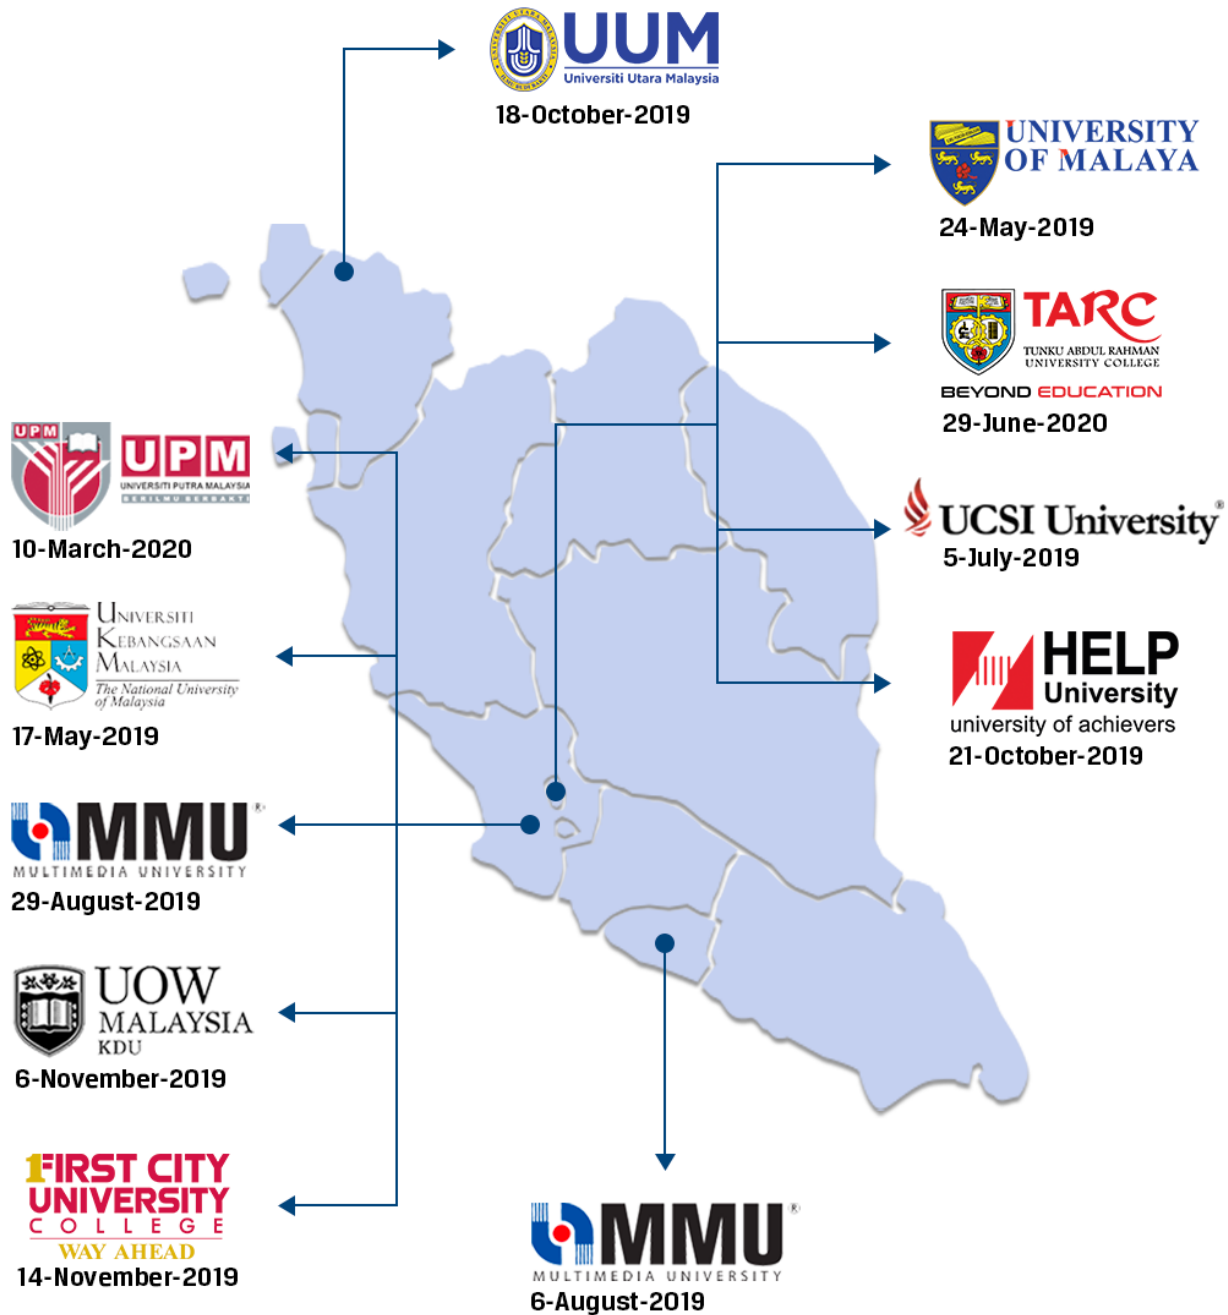 UUM
Universiti Utara Malaysia
18-October-2019
UNIVERSITY
OF MALAYA
24-May-2019
TARC
TUNKU ABDUL RAHMAN
UNIVERSITY COLLEGE
BEYOND EDUCATION
29-June-2020
UCSI University®
5-July-2019
HELP
University
university of achievers
21-October-2019
UPM
UPM
UNIVERSITI PUTRA MALAYSIA
BERILMU BERBAKTI
10-March-2020
UNIVERSITI
KEBANGSAAN
MALAYSIA
The National University
of Malaysia
17-May-2019
MMU®
MULTIMEDIA UNIVERSITY
29-August-2019
UOW
MALAYSIA
KDU
6-November-2019
1FIRST CITY
UNIVERSITY
COLLEGE
WAY AHEAD
14-November-2019
MMU®
MULTIMEDIA UNIVERSITY
6-August-2019